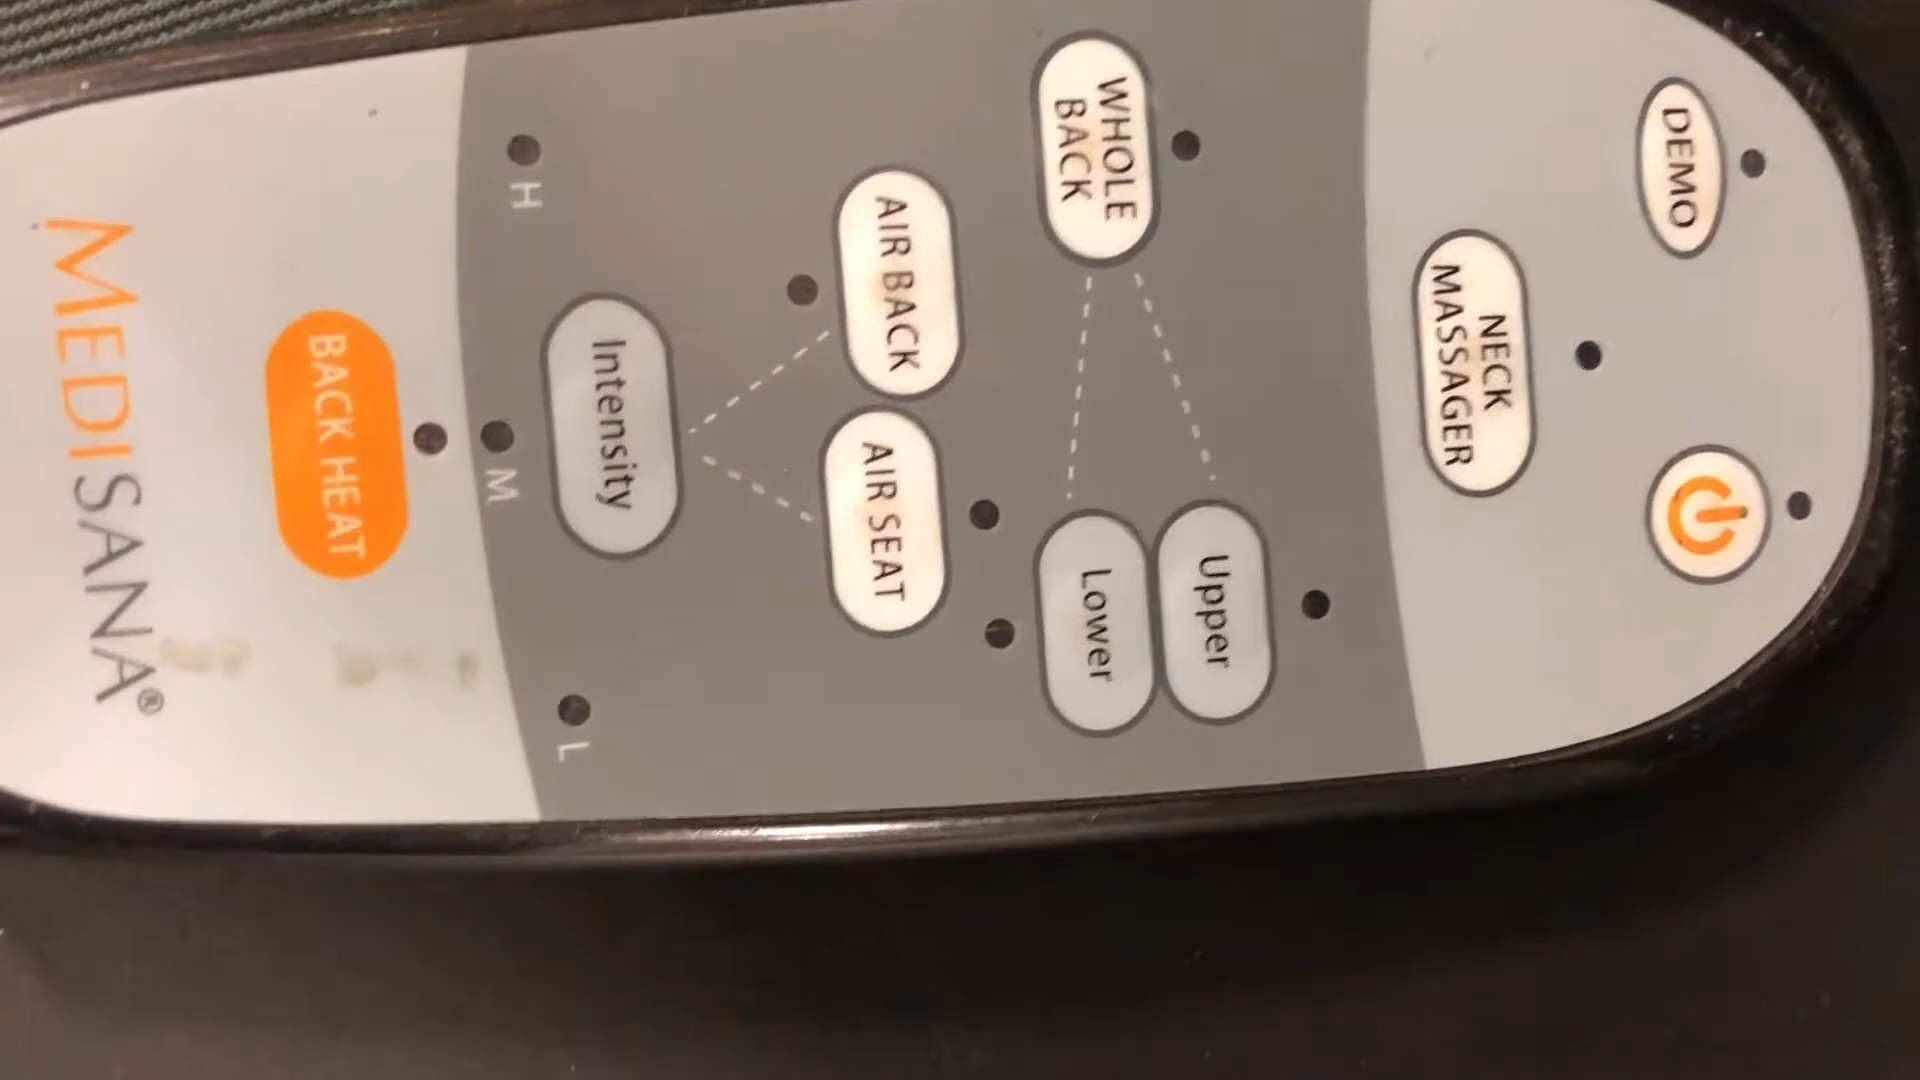 DEMO
NECK
MASSAGER
WHOLE
BACK
Upper
Lower
AIR BACK
AIR SEAT
Intensity
H
M
L
BACK HEAT
MEDISANA®